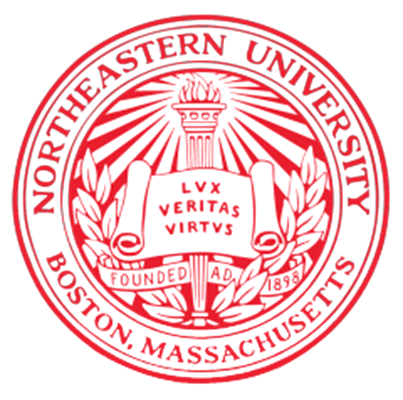 NORTHEASTERN UNIVERSITY
LVX
VERITAS
VIRTVS
FOUNDED A.D. 1898
BOSTON, MASSACHUSETTS